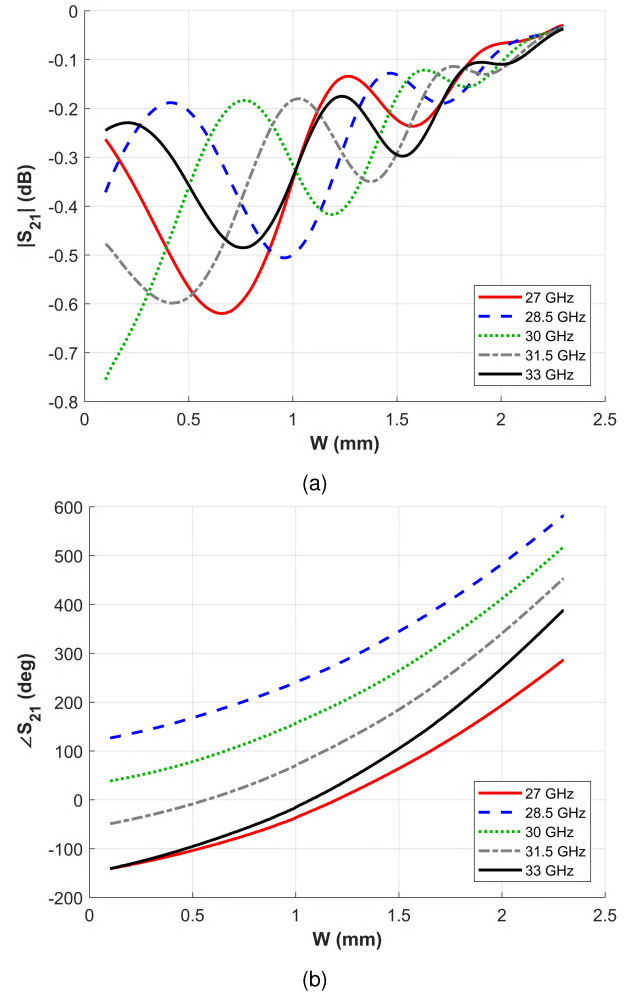 0
-0.1
-0.2
-0.3
-0.4
-0.5
-0.6
-0.7
-0.8
|S21| (dB)
27 GHz
28.5 GHz
30 GHz
31.5 GHz
33 GHz
0 0.5 1 1.5 2 2.5
W (mm)
(a)
600
500
400
300
200
100
0
-100
-200
∠S21 (deg)
27 GHz
28.5 GHz
30 GHz
31.5 GHz
33 GHz
0 0.5 1 1.5 2 2.5
W (mm)
(b)